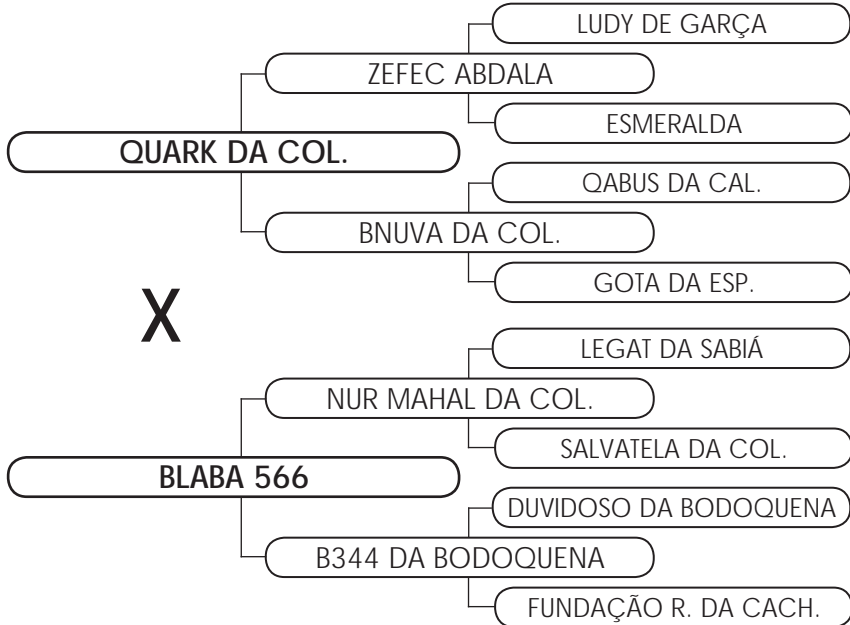 LUDY DE GARÇA
ZEFEC ABDALA
ESMERALDA
QUARK DA COL.
QABUS DA CAL.
BNUVA DA COL.
GOTA DA ESP.
X
LEGAT DA SABIÁ
NUR MAHAL DA COL.
SALVATELA DA COL.
BLABA 566
DUVIDOSO DA BODOQUENA
B344 DA BODOQUENA
FUNDAÇÃO R. DA CACH.